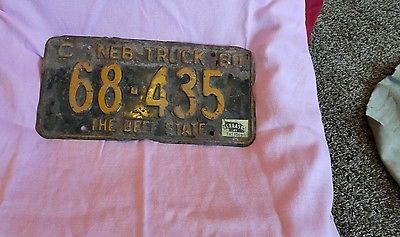 C NEB. TRUCK 60
68-435
THE BEEF STATE